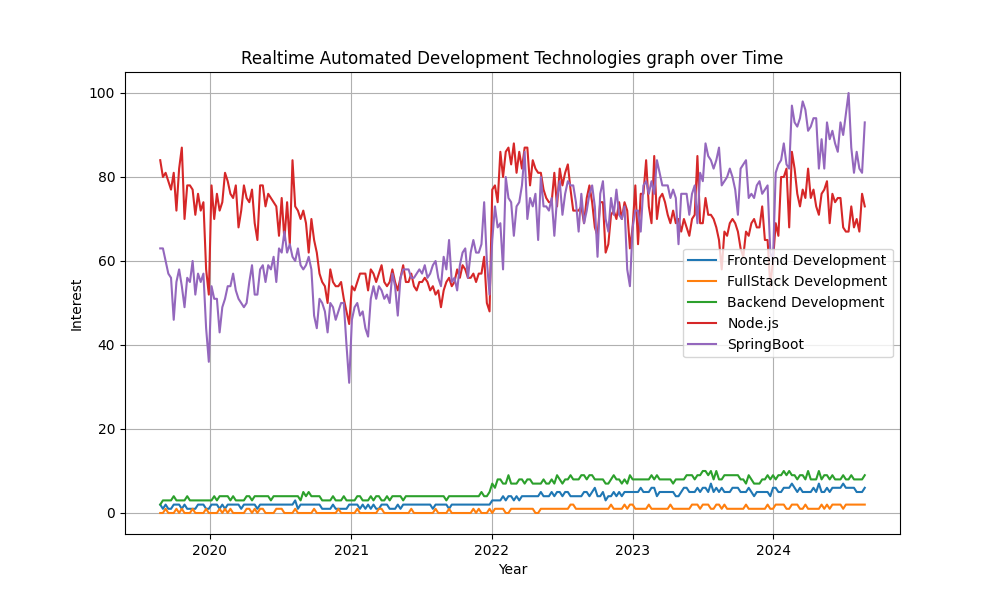 Realtime Automated Development Technologies graph over Time
100
80
60
40
20
0
Interest
Frontend Development
FullStack Development
Backend Development
Node.js
SpringBoot
2020
2021
2022
2023
2024
Year